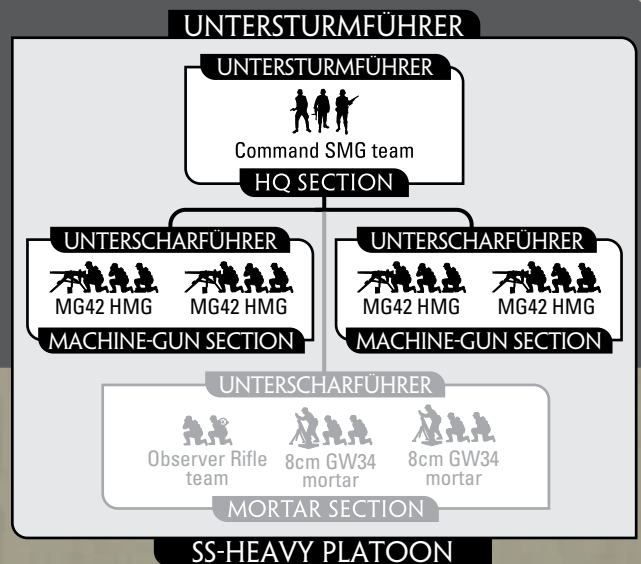 UNTERSTURMFÜHRER
UNTERSTURMFÜHRER
Command SMG team
HQ SECTION
UNTERSCHARFÜHRER
MG42 HMG MG42 HMG
MACHINE-GUN SECTION
UNTERSCHARFÜHRER
MG42 HMG MG42 HMG
MACHINE-GUN SECTION
UNTERSCHARFÜHRER
Observer Rifle
team
8cm GW34
mortar
8cm GW34
mortar
MORTAR SECTION
SS-HEAVY PLATOON